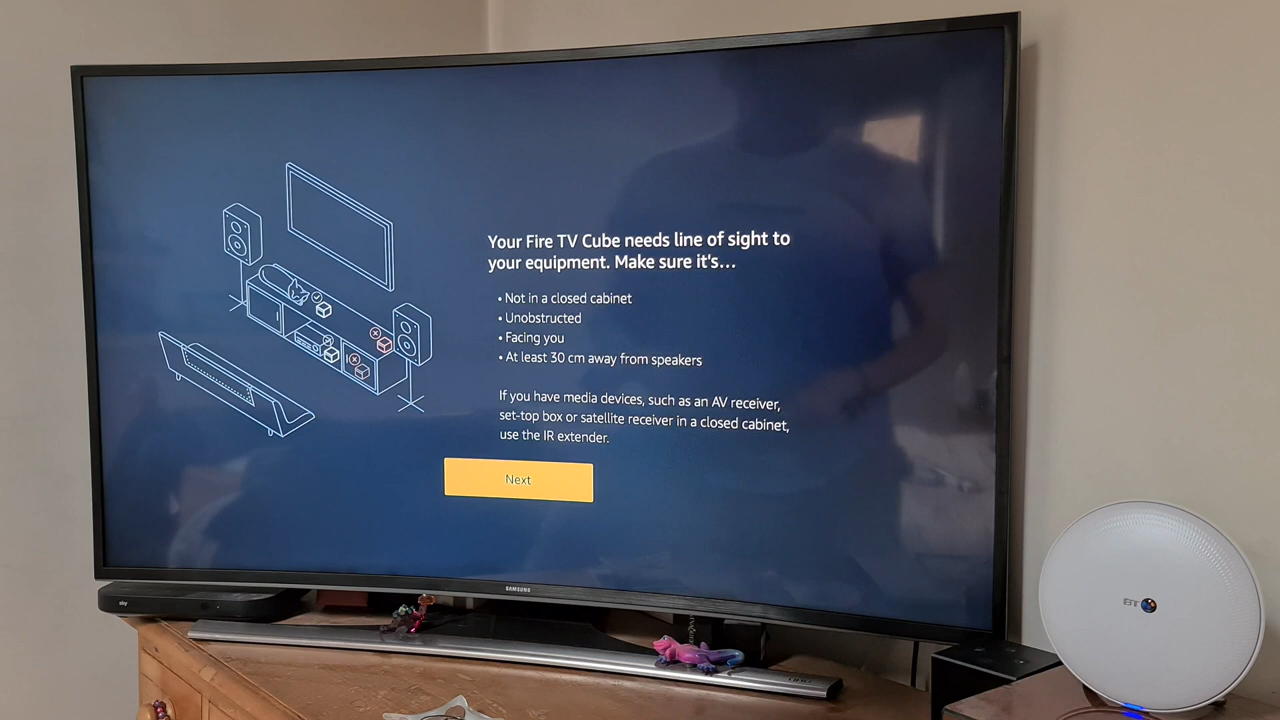 Your Fire TV Cube needs line of sight to
your equipment. Make sure it's...
• Not in a closed cabinet
• Unobstructed
• Facing you
• At least 30 cm away from speakers
If you have media devices, such as an AV receiver,
set-top box or satellite receiver in a closed cabinet,
use the IR extender.
Next
SAMSUNG
sky
BT